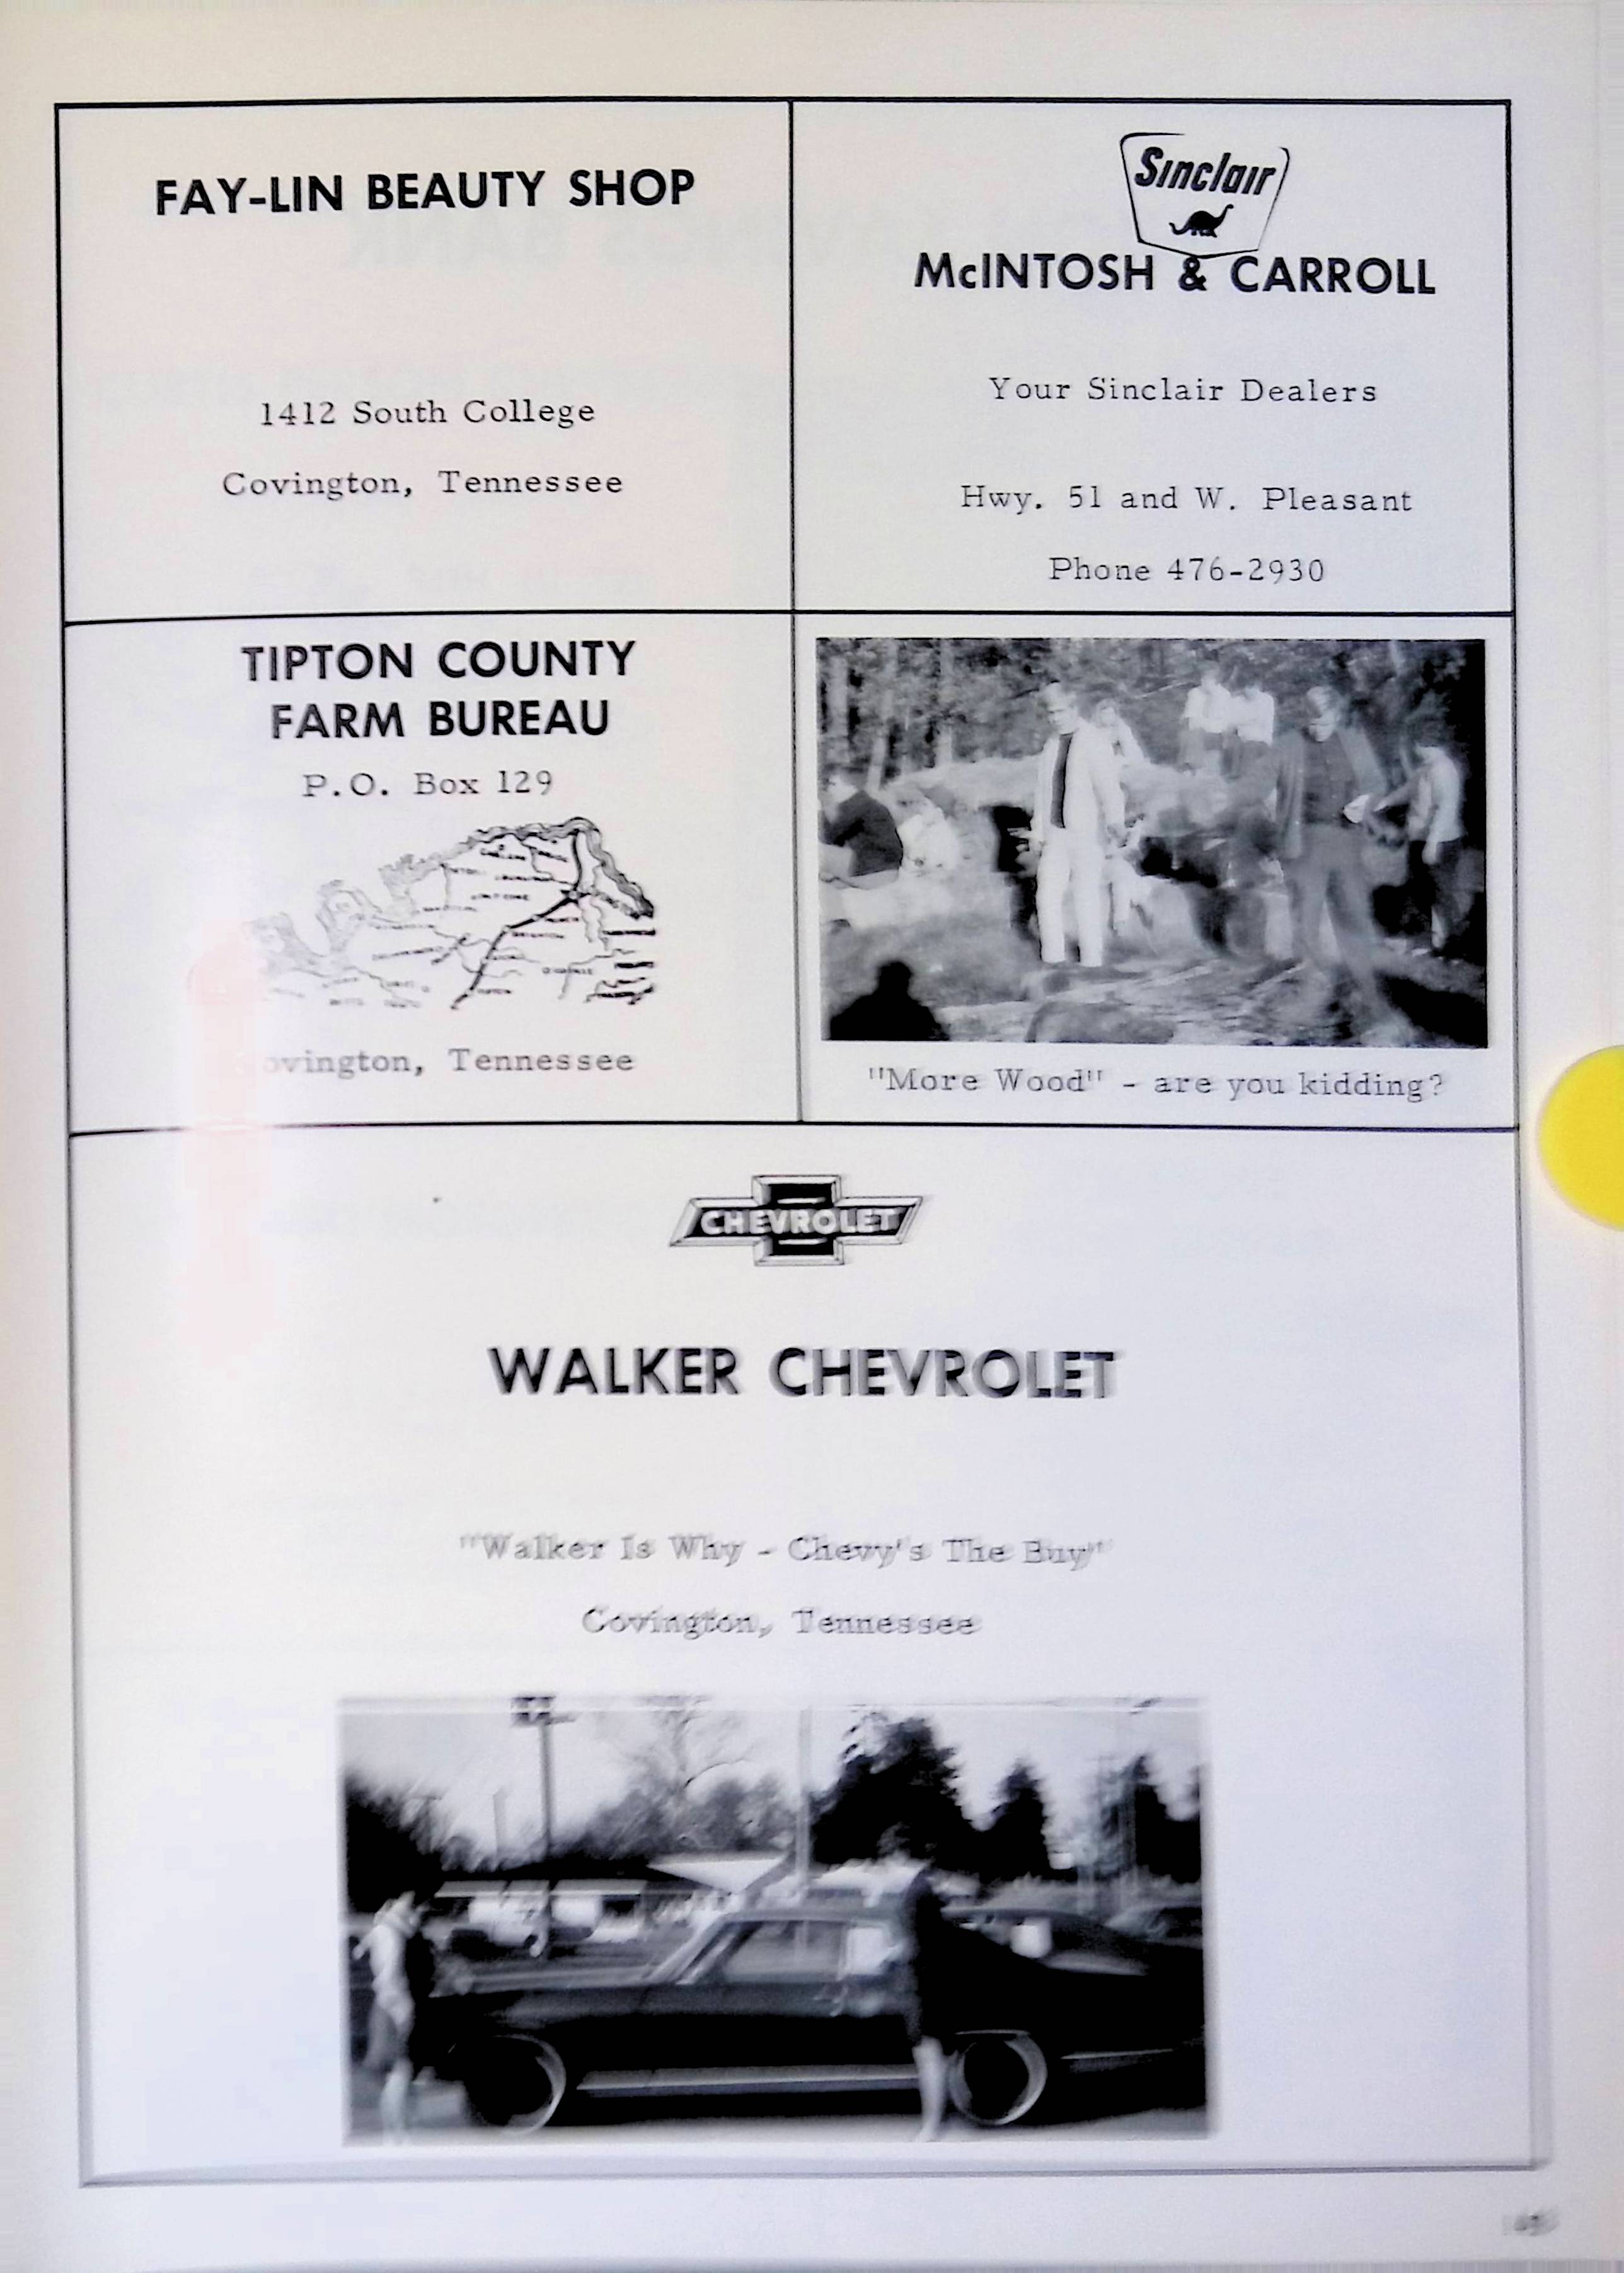 FAY-LIN BEAUTY SHOP
1412 South College
Covington, Tennessee
Sinclair
McINTOSH & CARROLL
Your Sinclair Dealers
Hwy. 51 and W. Pleasant
Phone 476-2930
TIPTON COUNTY
FARM BUREAU
P.O. Box 129
ovington, Tennessee
"More Wood" - are you kidding?
CHEVROLET
WALKER CHEVROLET
"Walker Is Why - Chevy's The Buy"
Covington, Tennessee